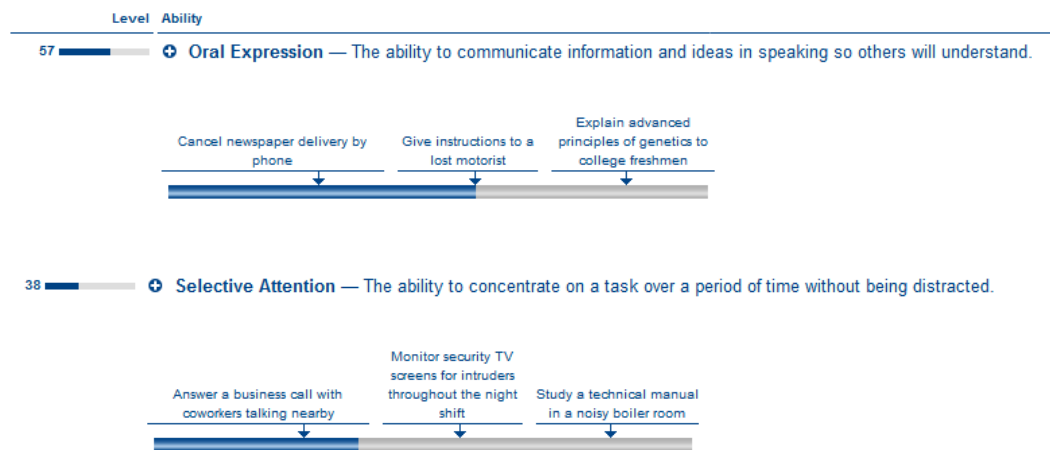 Level Ability
57 Oral Expression — The ability to communicate information and ideas in speaking so others will understand.
Cancel newspaper delivery by
phone
Give instructions to a
lost motorist
Explain advanced
principles of genetics to
college freshmen
38 Selective Attention — The ability to concentrate on a task over a period of time without being distracted.
Answer a business call with
coworkers talking nearby
Monitor security TV
screens for intruders
throughout the night
shift
Study a technical manual
in a noisy boiler room